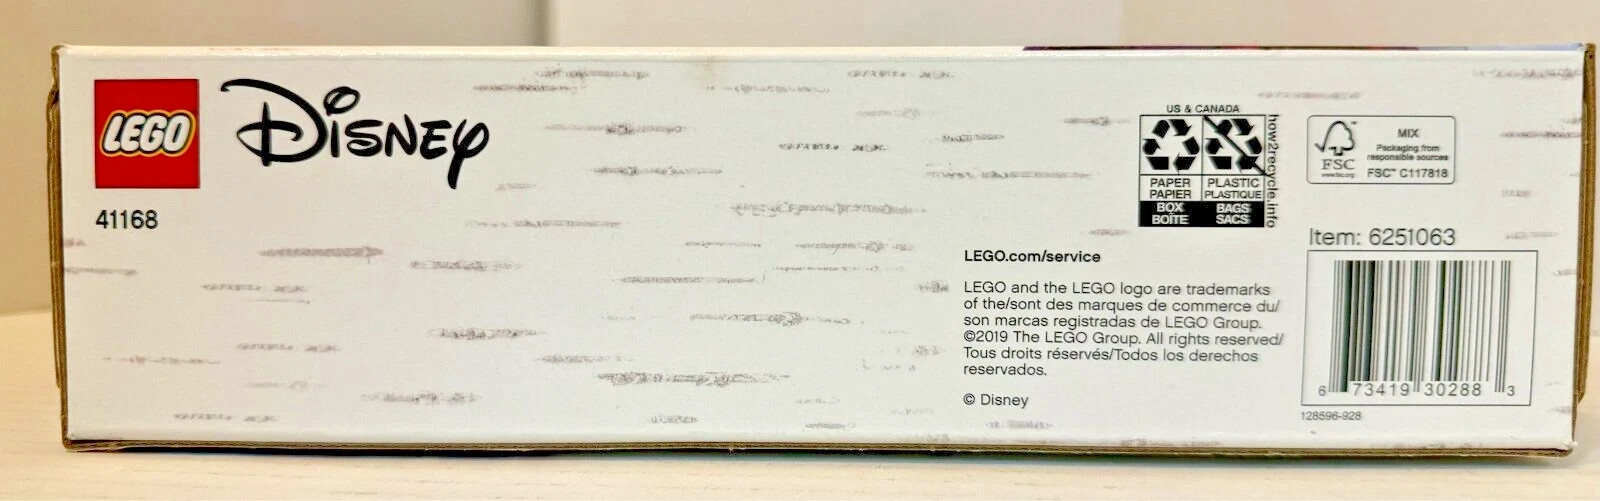 LEGO
Disney
41168
US & CANADA
PAPER
PAPIER
BOX
BOÎTE
PLASTIC
PLASTIQUE
BAGS
SACS
how2recycle.info
FSC
www.fsc.org
MIX
Packaging from
responsible sources
FSC™ C117818
LEGO.com/service
LEGO and the LEGO logo are trademarks
of the/sont des marques de commerce du/
son marcas registradas de LEGO Group.
©2019 The LEGO Group. All rights reserved/
Tous droits réservés/Todos los derechos
reservados.
© Disney
Item: 6251063
6 73419 30288 3
128596-928